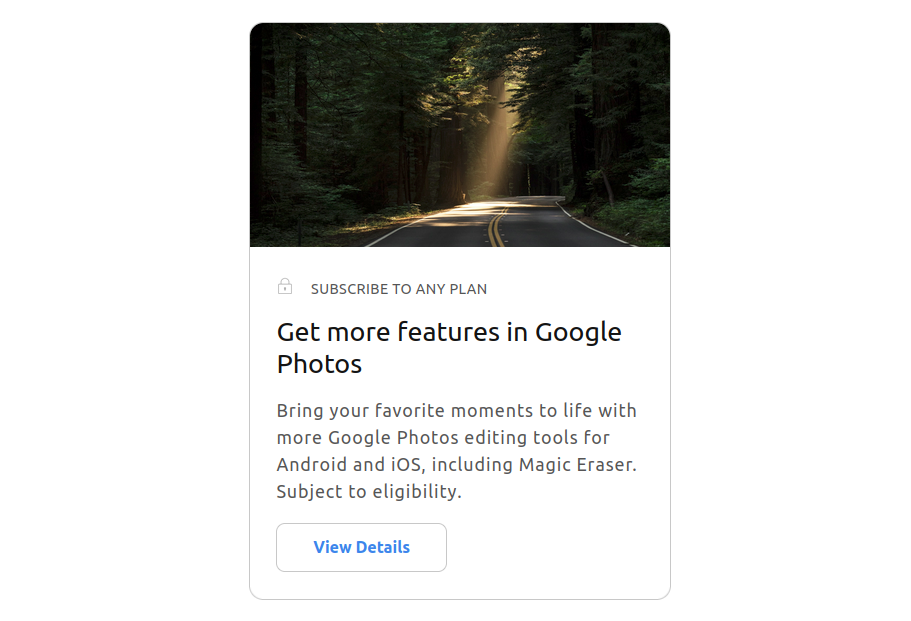 SUBSCRIBE TO ANY PLAN
Get more features in Google
Photos
Bring your favorite moments to life with
more Google Photos editing tools for
Android and iOS, including Magic Eraser.
Subject to eligibility.
View Details